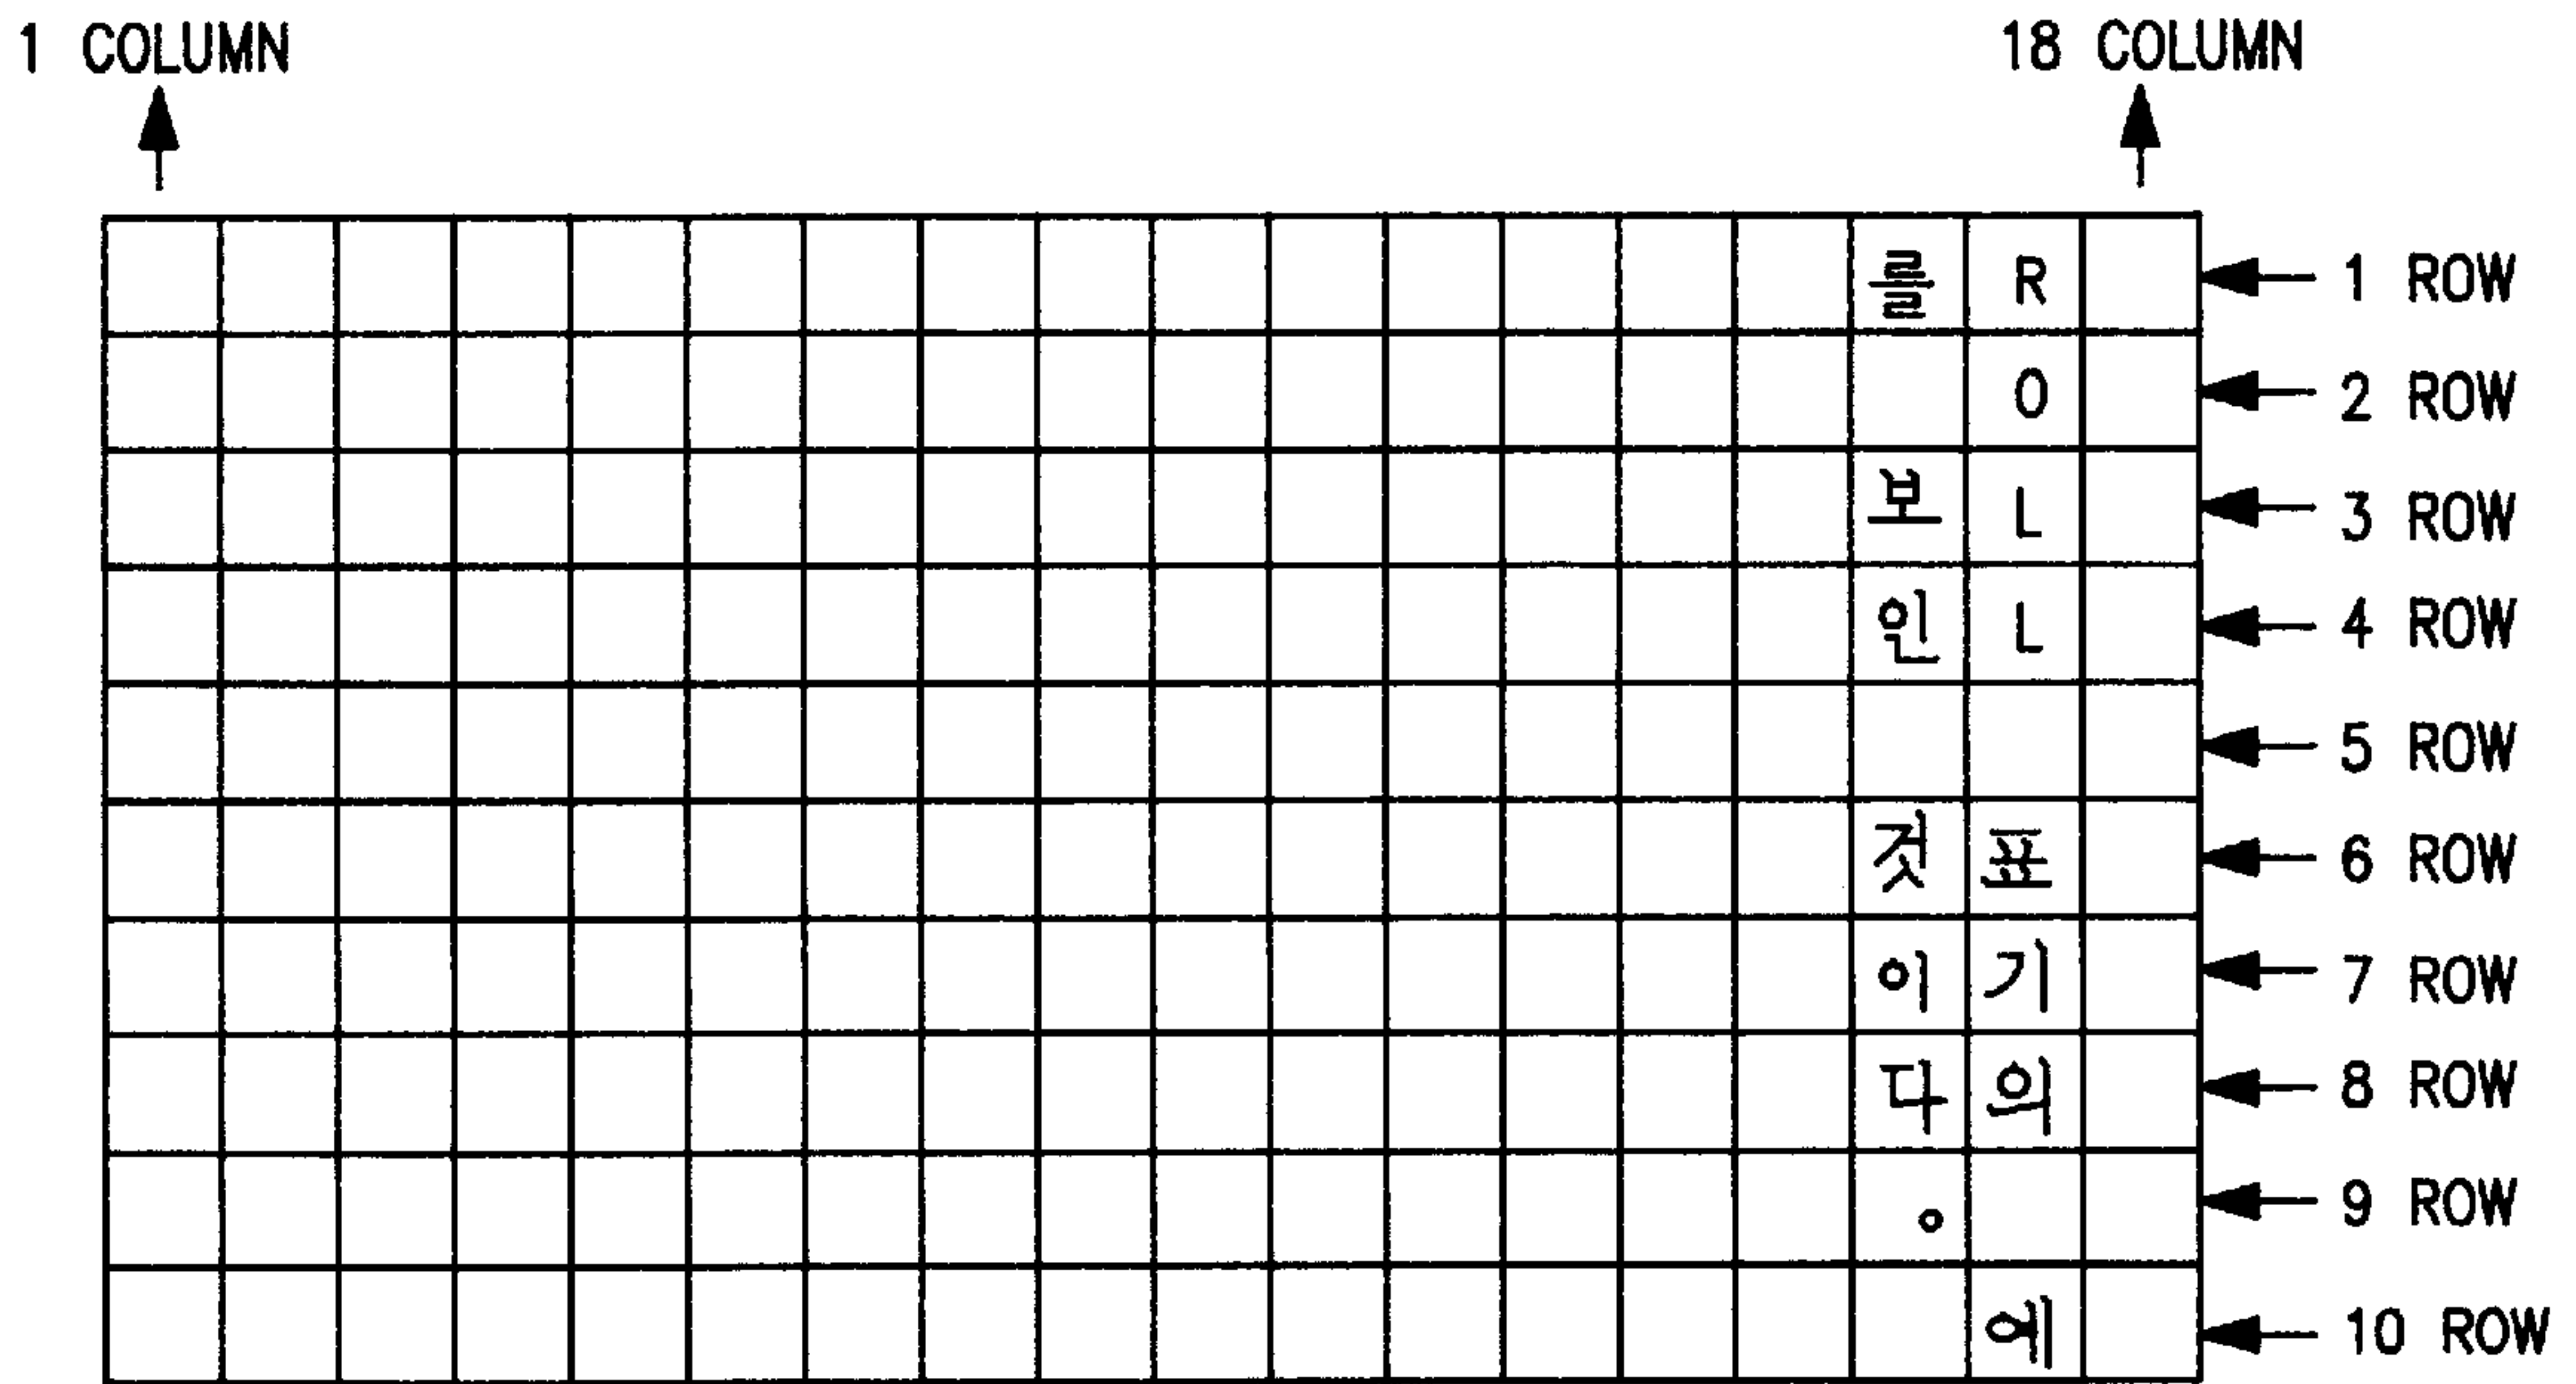 1 COLUMN
18 COLUMN
ROLL 표기의 예
를 보인 것이다。
1 ROW
2 ROW
3 ROW
4 ROW
5 ROW
6 ROW
7 ROW
8 ROW
9 ROW
10 ROW